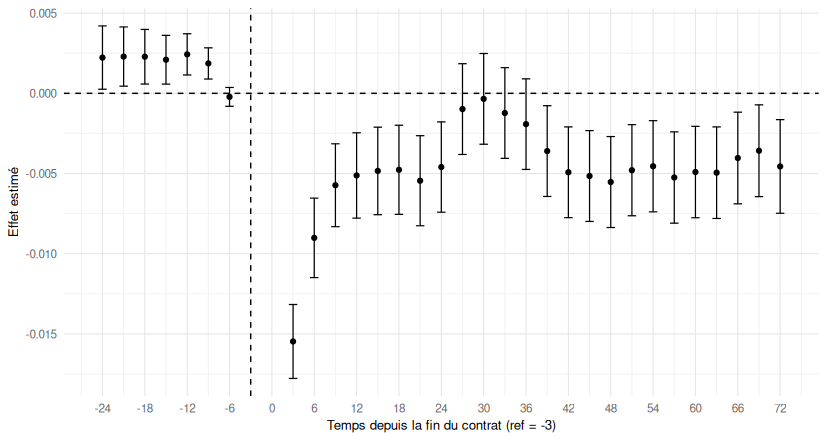 0.005
0.000
-0.005
-0.010
-0.015
Effet estimé
-24 -18 -12 -6 0 6 12 18 24 30 36 42 48 54 60 66 72
Temps depuis la fin du contrat (ref = -3)